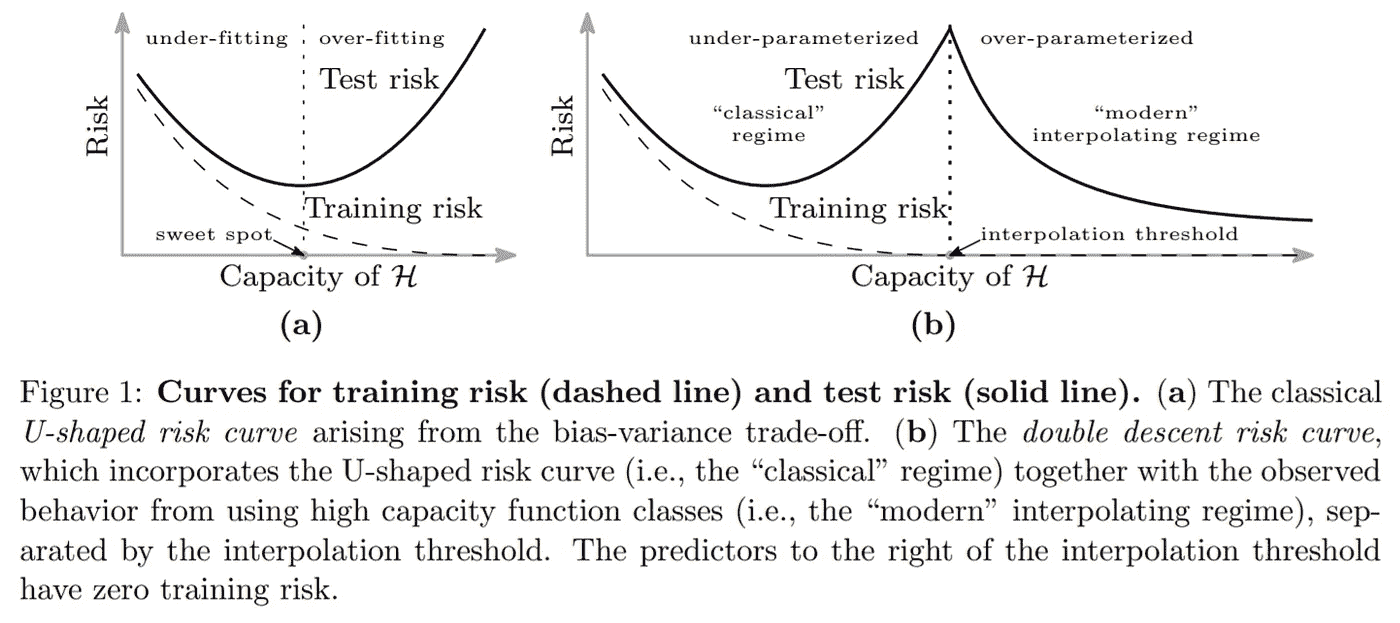 under-fitting
over-fitting
Test risk
Risk
Training risk
sweet spot
Capacity of ℋ
(a)
under-parameterized
over-parameterized
Test risk
“classical”
regime
“modern”
interpolating regime
Risk
Training risk
interpolation threshold
Capacity of ℋ
(b)
Figure 1: Curves for training risk (dashed line) and test risk (solid line). (a) The classical
U-shaped risk curve arising from the bias-variance trade-off. (b) The double descent risk curve,
which incorporates the U-shaped risk curve (i.e., the “classical” regime) together with the observed
behavior from using high capacity function classes (i.e., the “modern” interpolating regime), sep-
arated by the interpolation threshold. The predictors to the right of the interpolation threshold
have zero training risk.